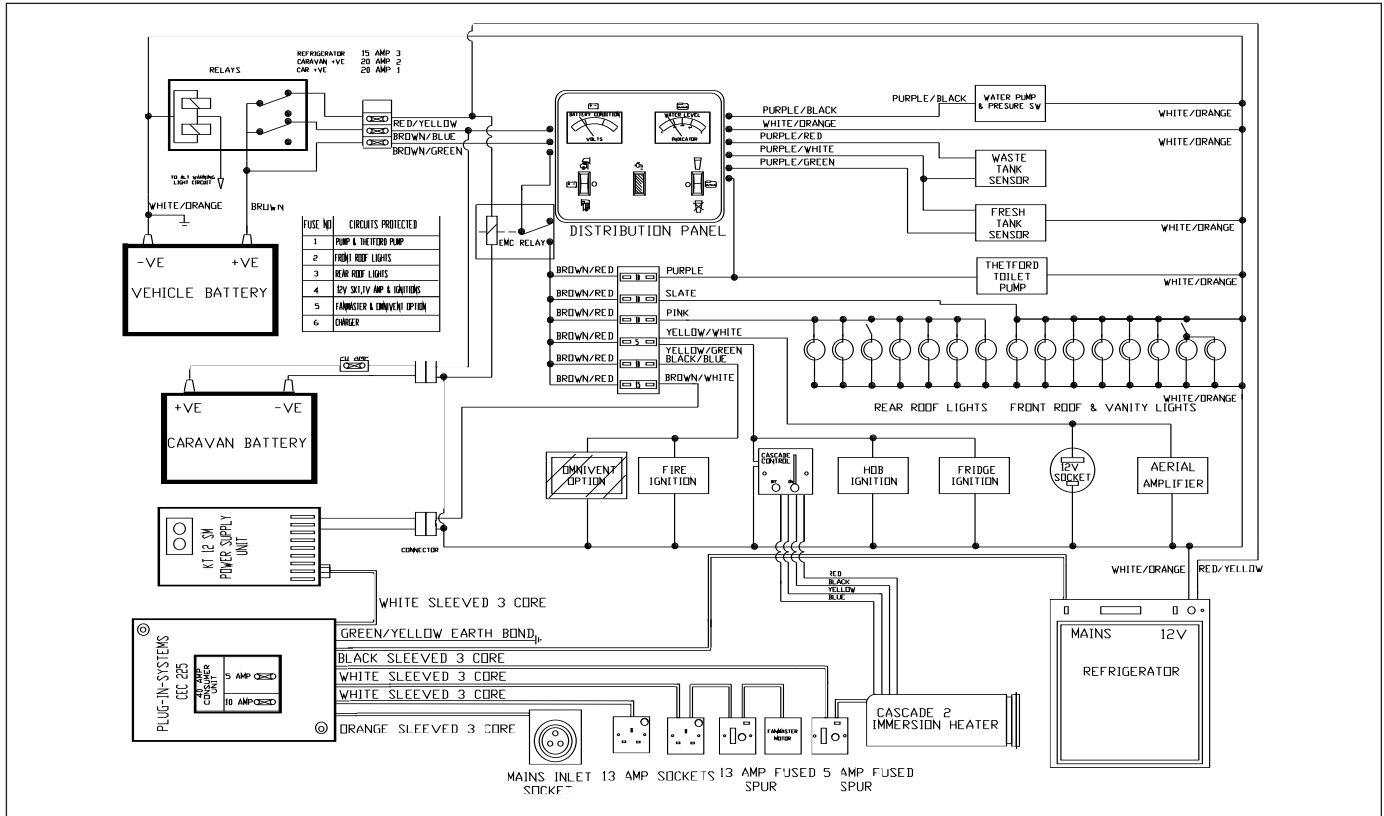 REFRIGERATOR 15 AMP 3
CARAVAN +VE 20 AMP 2
CAR +VE 20 AMP 1
RELAYS
RED/YELLOW
BROWN/BLUE
BROWN/GREEN
TO ALT WARNING
LIGHT CIRCUIT
WHITE/ORANGE
BROWN
-VE +VE
VEHICLE BATTERY
FUSE NO CIRCUITS PROTECTED
1 PUMP & THETFORD PUMP
2 FRONT ROOF LIGHTS
3 REAR ROOF LIGHTS
4 12V SKT,TV AMP & IGNITIONS
5 FANMASTER & OMNIVENT OPTION
6 CHARGER
BATTERY CONDITION
VOLTS
WATER LEVEL
INDICATOR
DISTRIBUTION PANEL
EMC RELAY
PURPLE/BLACK
WHITE/ORANGE
PURPLE/RED
PURPLE/WHITE
PURPLE/GREEN
PURPLE/BLACK
WATER PUMP
& PRESURE SW
WHITE/ORANGE
WHITE/ORANGE
WASTE
TANK
SENSOR
FRESH
TANK
SENSOR
WHITE/ORANGE
THETFORD
TOILET
PUMP
WHITE/ORANGE
BROWN/RED 10 PURPLE
BROWN/RED 10 SLATE
BROWN/RED 10 PINK
BROWN/RED 5 YELLOW/WHITE
YELLOW/GREEN
BROWN/RED 10 BLACK/BLUE
BROWN/RED 15 BROWN/WHITE
WHITE/ORANGE
REAR ROOF LIGHTS FRONT ROOF & VANITY LIGHTS
20 AMP
+VE -VE
CARAVAN BATTERY
OMNIVENT
OPTION
FIRE
IGNITION
CASCADE
CONTROL
HOB
IGNITION
FRIDGE
IGNITION
12V
SOCKET
AERIAL
AMPLIFIER
KT 12 SM
POWER SUPPLY
UNIT
CONNECTOR
RED
BLACK
YELLOW
BLUE
WHITE/ORANGE RED/YELLOW
MAINS 12V
REFRIGERATOR
WHITE SLEEVED 3 CORE
GREEN/YELLOW EARTH BOND
BLACK SLEEVED 3 CORE
WHITE SLEEVED 3 CORE
WHITE SLEEVED 3 CORE
ORANGE SLEEVED 3 CORE
PLUG-IN-SYSTEMS
CEC 225
40 AMP
CONSUMER
UNIT
5 AMP
10 AMP
FANMASTER
MOTOR
CASCADE 2
IMMERSION HEATER
MAINS INLET
SOCKET
13 AMP SOCKETS
13 AMP FUSED
SPUR
5 AMP FUSED
SPUR